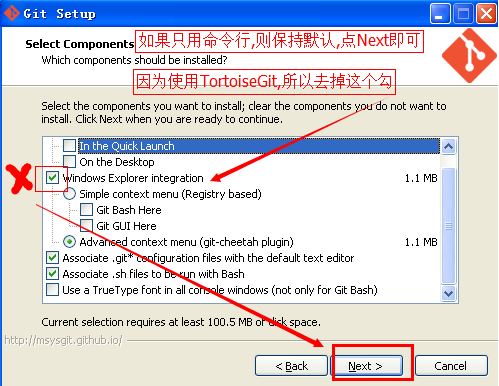 Git Setup
Select Components
如果只用命令行,则保持默认,点Next即可
Which components should be installed?
因为使用TortoiseGit,所以去掉这个勾
Select the components you want to install; clear the components you do not want to
install. Click Next when you are ready to continue.
In the Quick Launch
On the Desktop
Windows Explorer integration 1.1 MB
Simple context menu (Registry based)
Git Bash Here
Git GUI Here
Advanced context menu (git-cheetah plugin) 1.1 MB
Associate .git* configuration files with the default text editor
Associate .sh files to be run with Bash
Use a TrueType font in all console windows (not only for Git Bash)
Current selection requires at least 100.5 MB of disk space.
http://msysgit.github.io/
< Back Next > Cancel